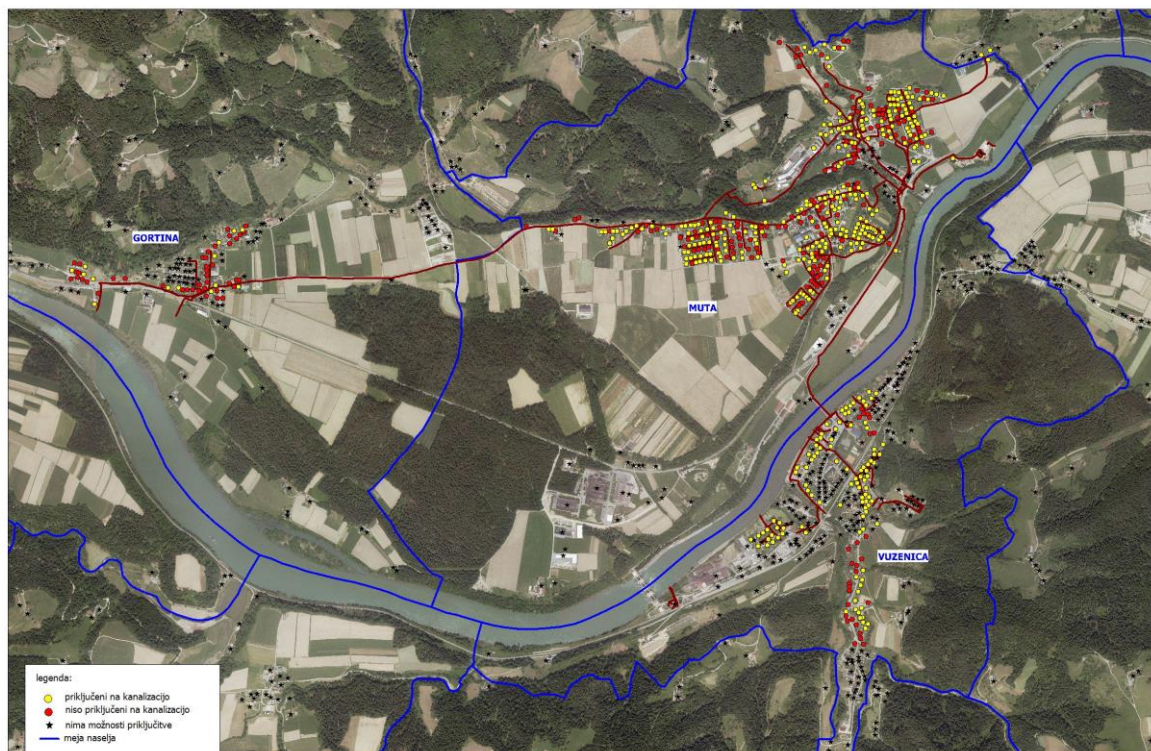 GORTINA
MUTA
VUZENICA
legenda:
priključeni na kanalizacijo
niso priključeni na kanalizacijo
nima možnosti priključitve
meja naselja